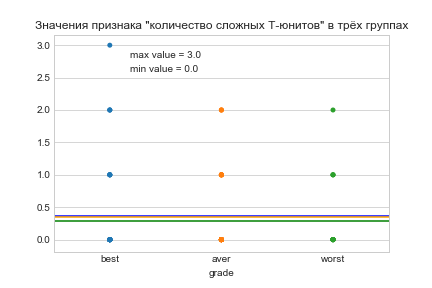 Значения признака "количество сложных Т-юнитов" в трёх группах
3.0
2.5
2.0
1.5
1.0
0.5
0.0
max value = 3.0
min value = 0.0
best aver worst
grade